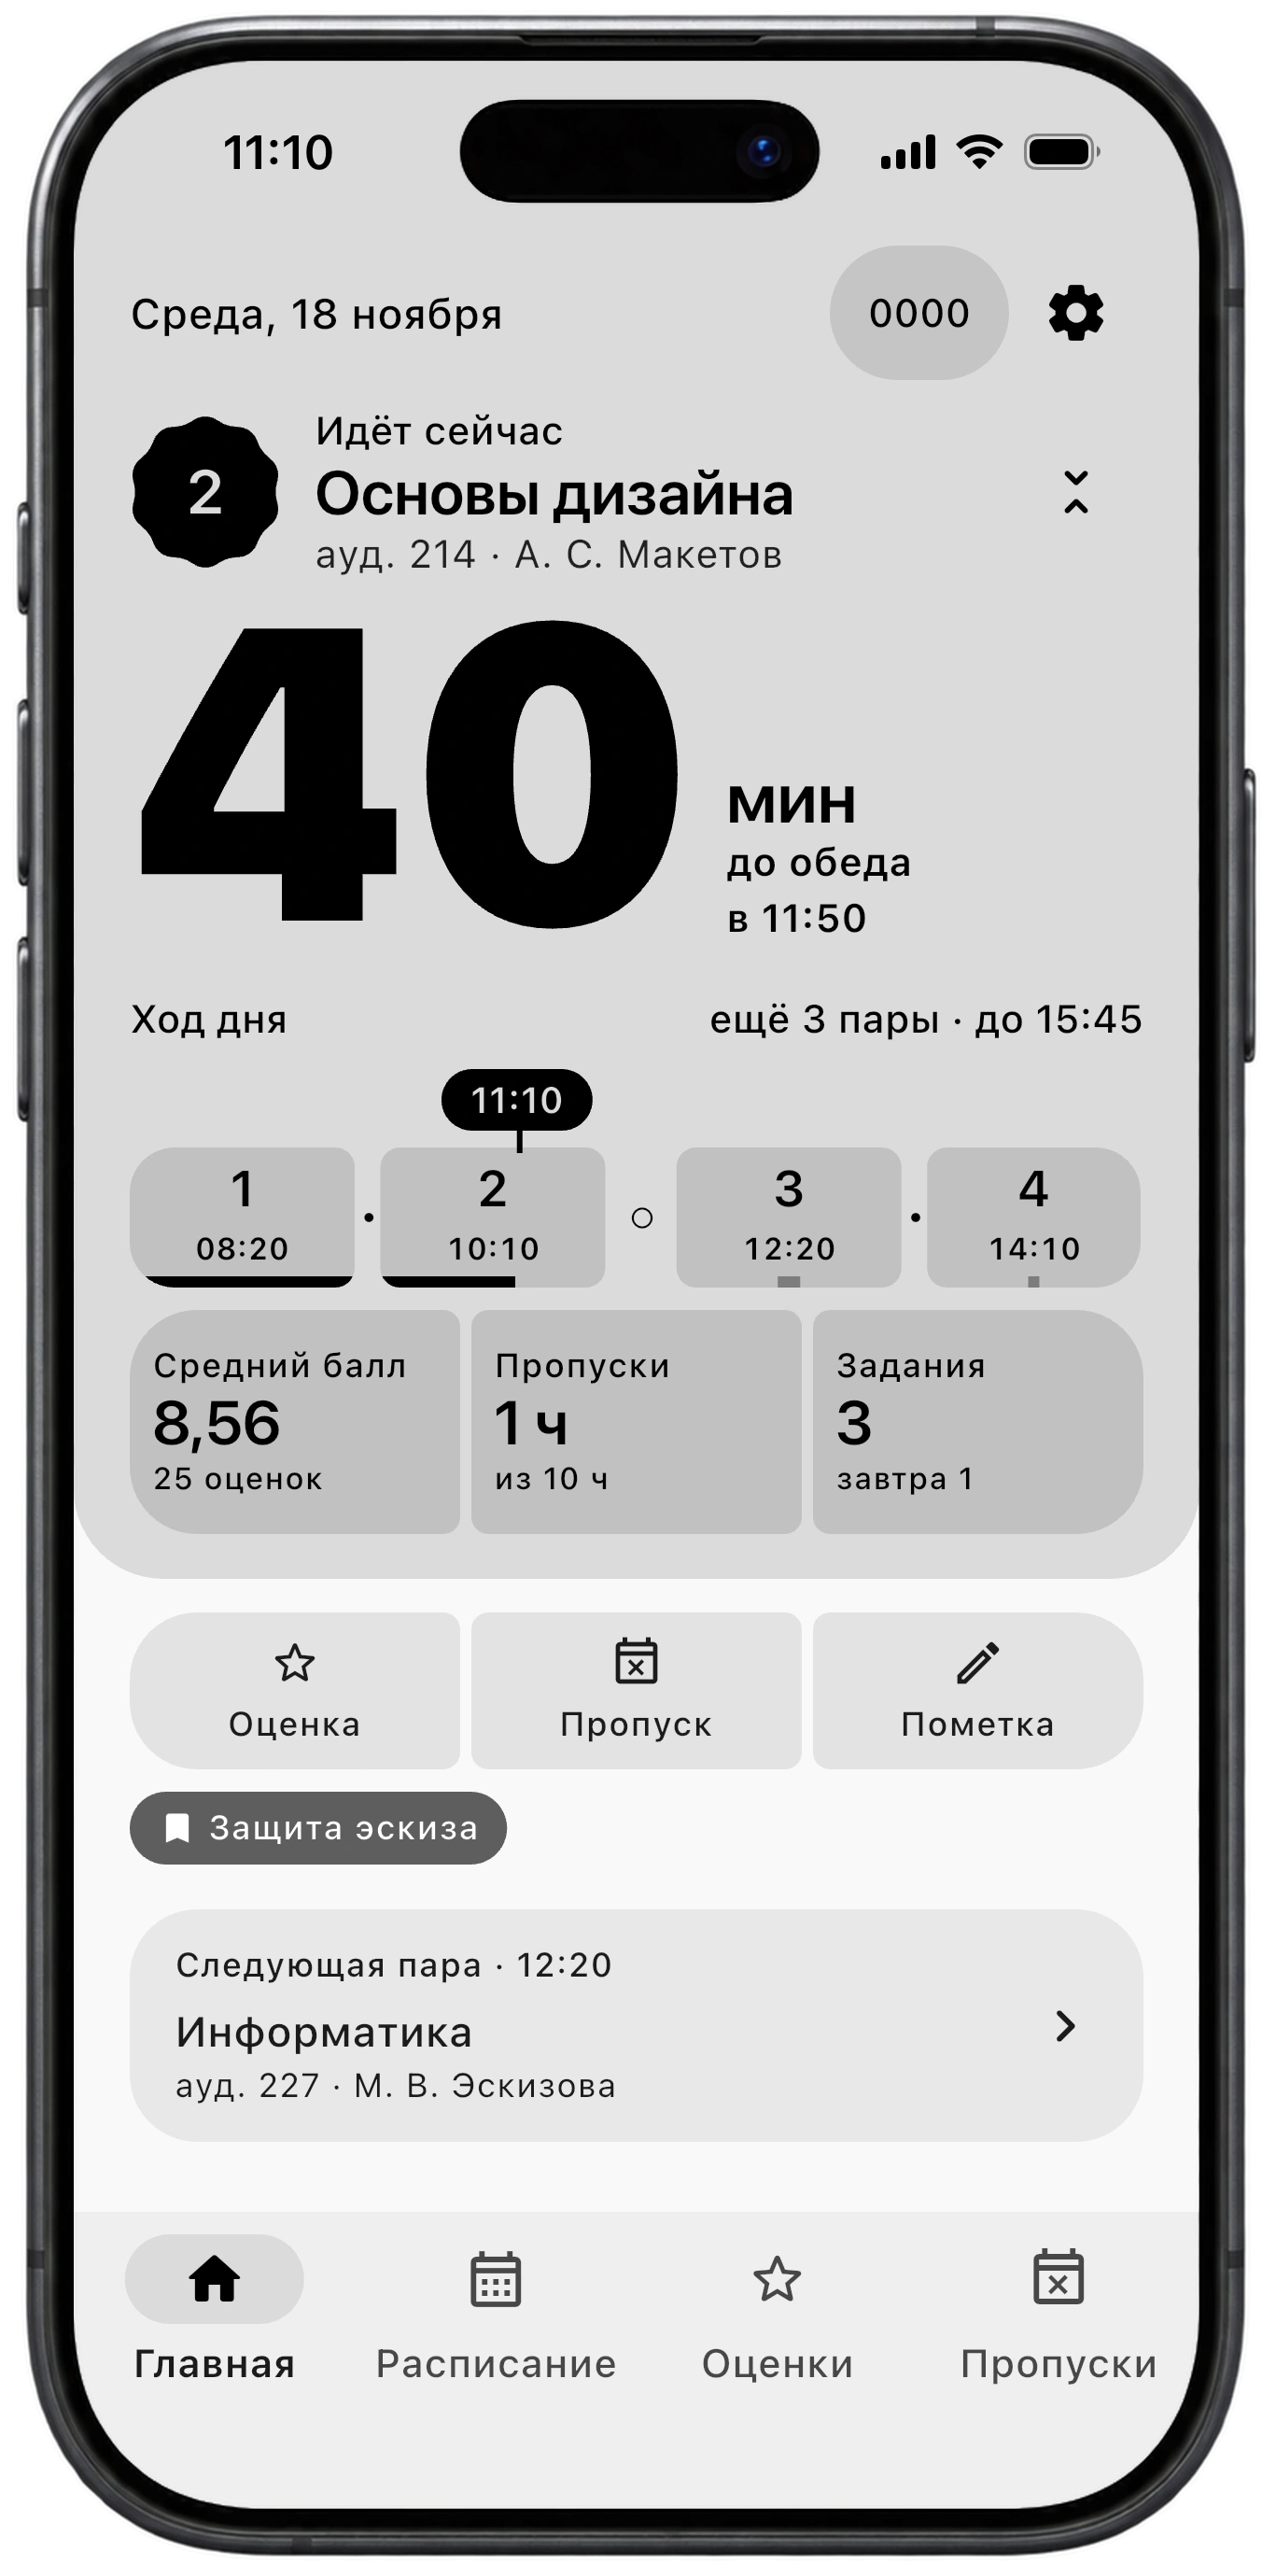 11:10
Среда, 18 ноября
0000
2
Идёт сейчас
Основы дизайна
ауд. 214 · А. С. Макетов
40
мин
до обеда
в 11:50
Ход дня
ещё 3 пары · до 15:45
11:10
1
08:20
2
10:10
3
12:20
4
14:10
Средний балл
8,56
25 оценок
Пропуски
1 ч
из 10 ч
Задания
3
завтра 1
Оценка
Пропуск
Пометка
Защита эскиза
Следующая пара · 12:20
Информатика
ауд. 227 · М. В. Эскизова
Главная
Расписание
Оценки
Пропуски